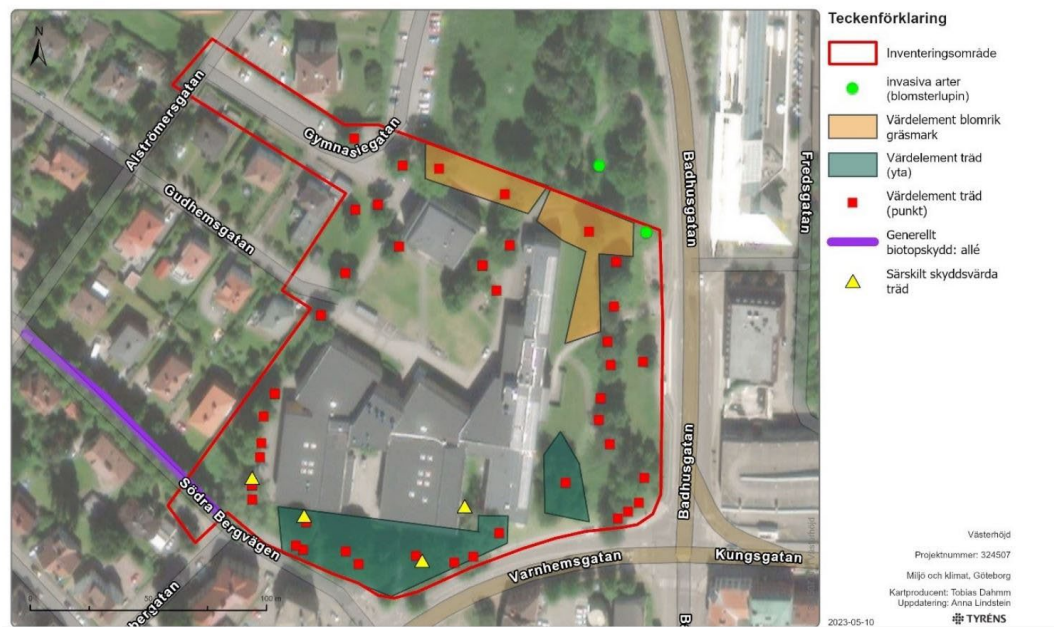 N
Alströmersgatan
Gymnasiegatan
Gudhemsgatan
Badhusgatan
Fredsgatan
Badhusgatan
Södra Bergvägen
Varnhemsgatan
Kungsgatan
bergatan
B
0
100 m
Teckenförklaring
Inventeringsområde
invasiva arter
(blomsterlupin)
Värdelement blomrik
gräsmark
Värdelement träd
(yta)
Värdelement träd
(punkt)
Generellt
biotopskydd: allé
Särskilt skyddsvärda
träd
Västerhöjd
Projektnummer: 324507
Miljö och klimat, Göteborg
Kartproducent: Tobias Dahmm
Uppdatering: Anna Lindstein
2023-05-10
TYRÉNS